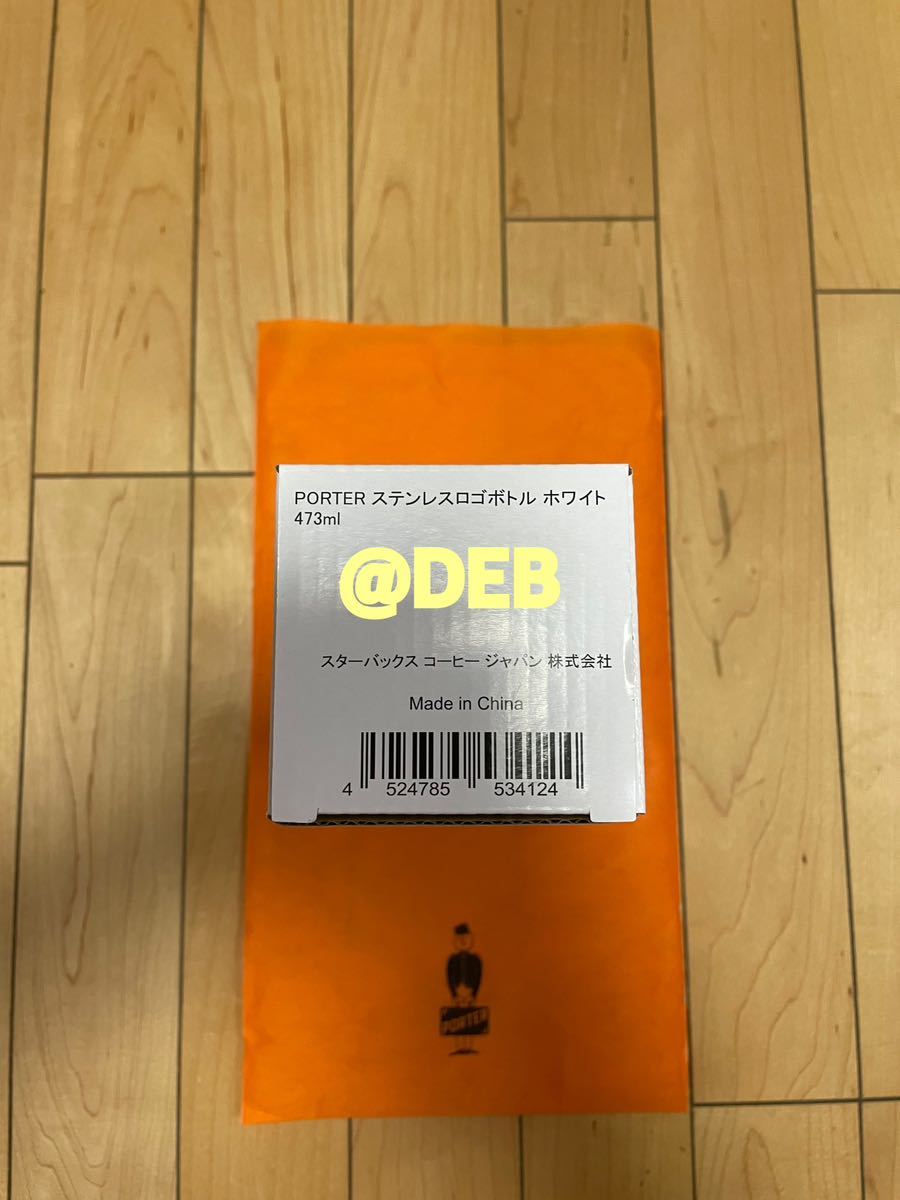 PORTER ステンレスロゴボトル ホワイト
473ml
@DEB
スターバックス コーヒー ジャパン 株式会社
Made in China
4 524785 534124
PORTER